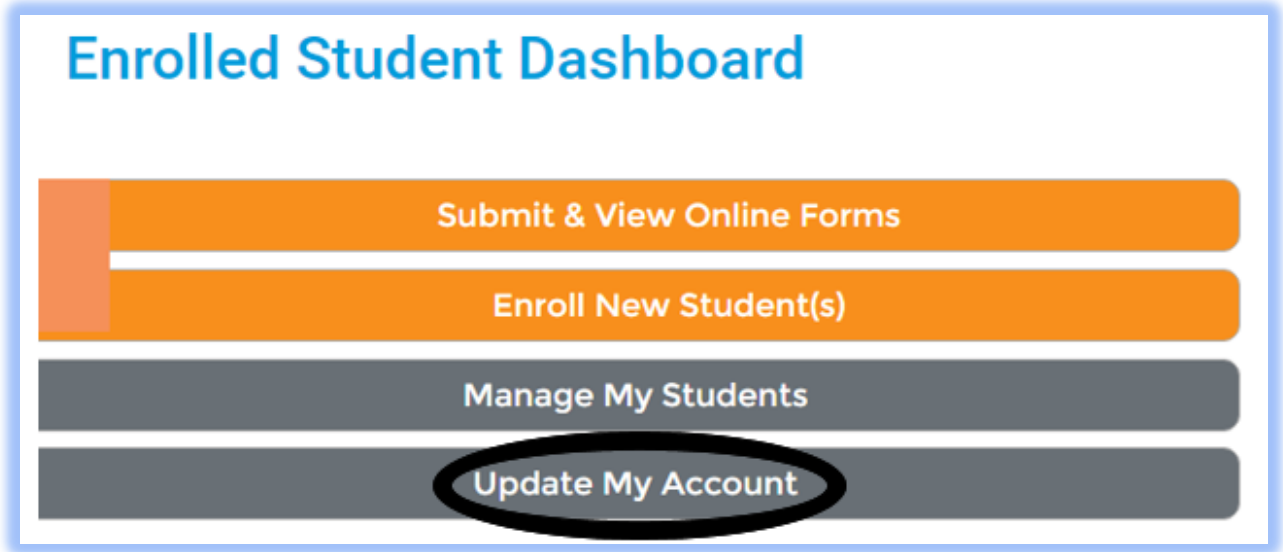 Enrolled Student Dashboard
Submit & View Online Forms
Enroll New Student(s)
Manage My Students
Update My Account